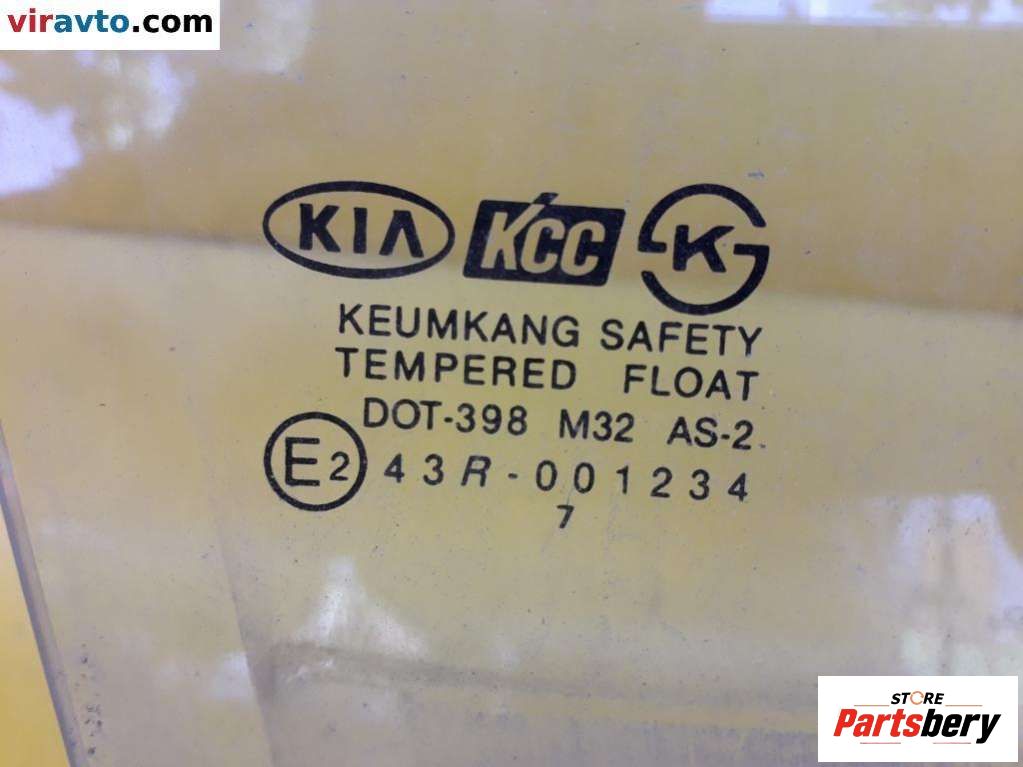 viravto.com
KIA KCC K
KEUMKANG SAFETY
TEMPERED FLOAT
DOT-398 M32 AS-2
E2 43R-001234
7
STORE
Partsbery